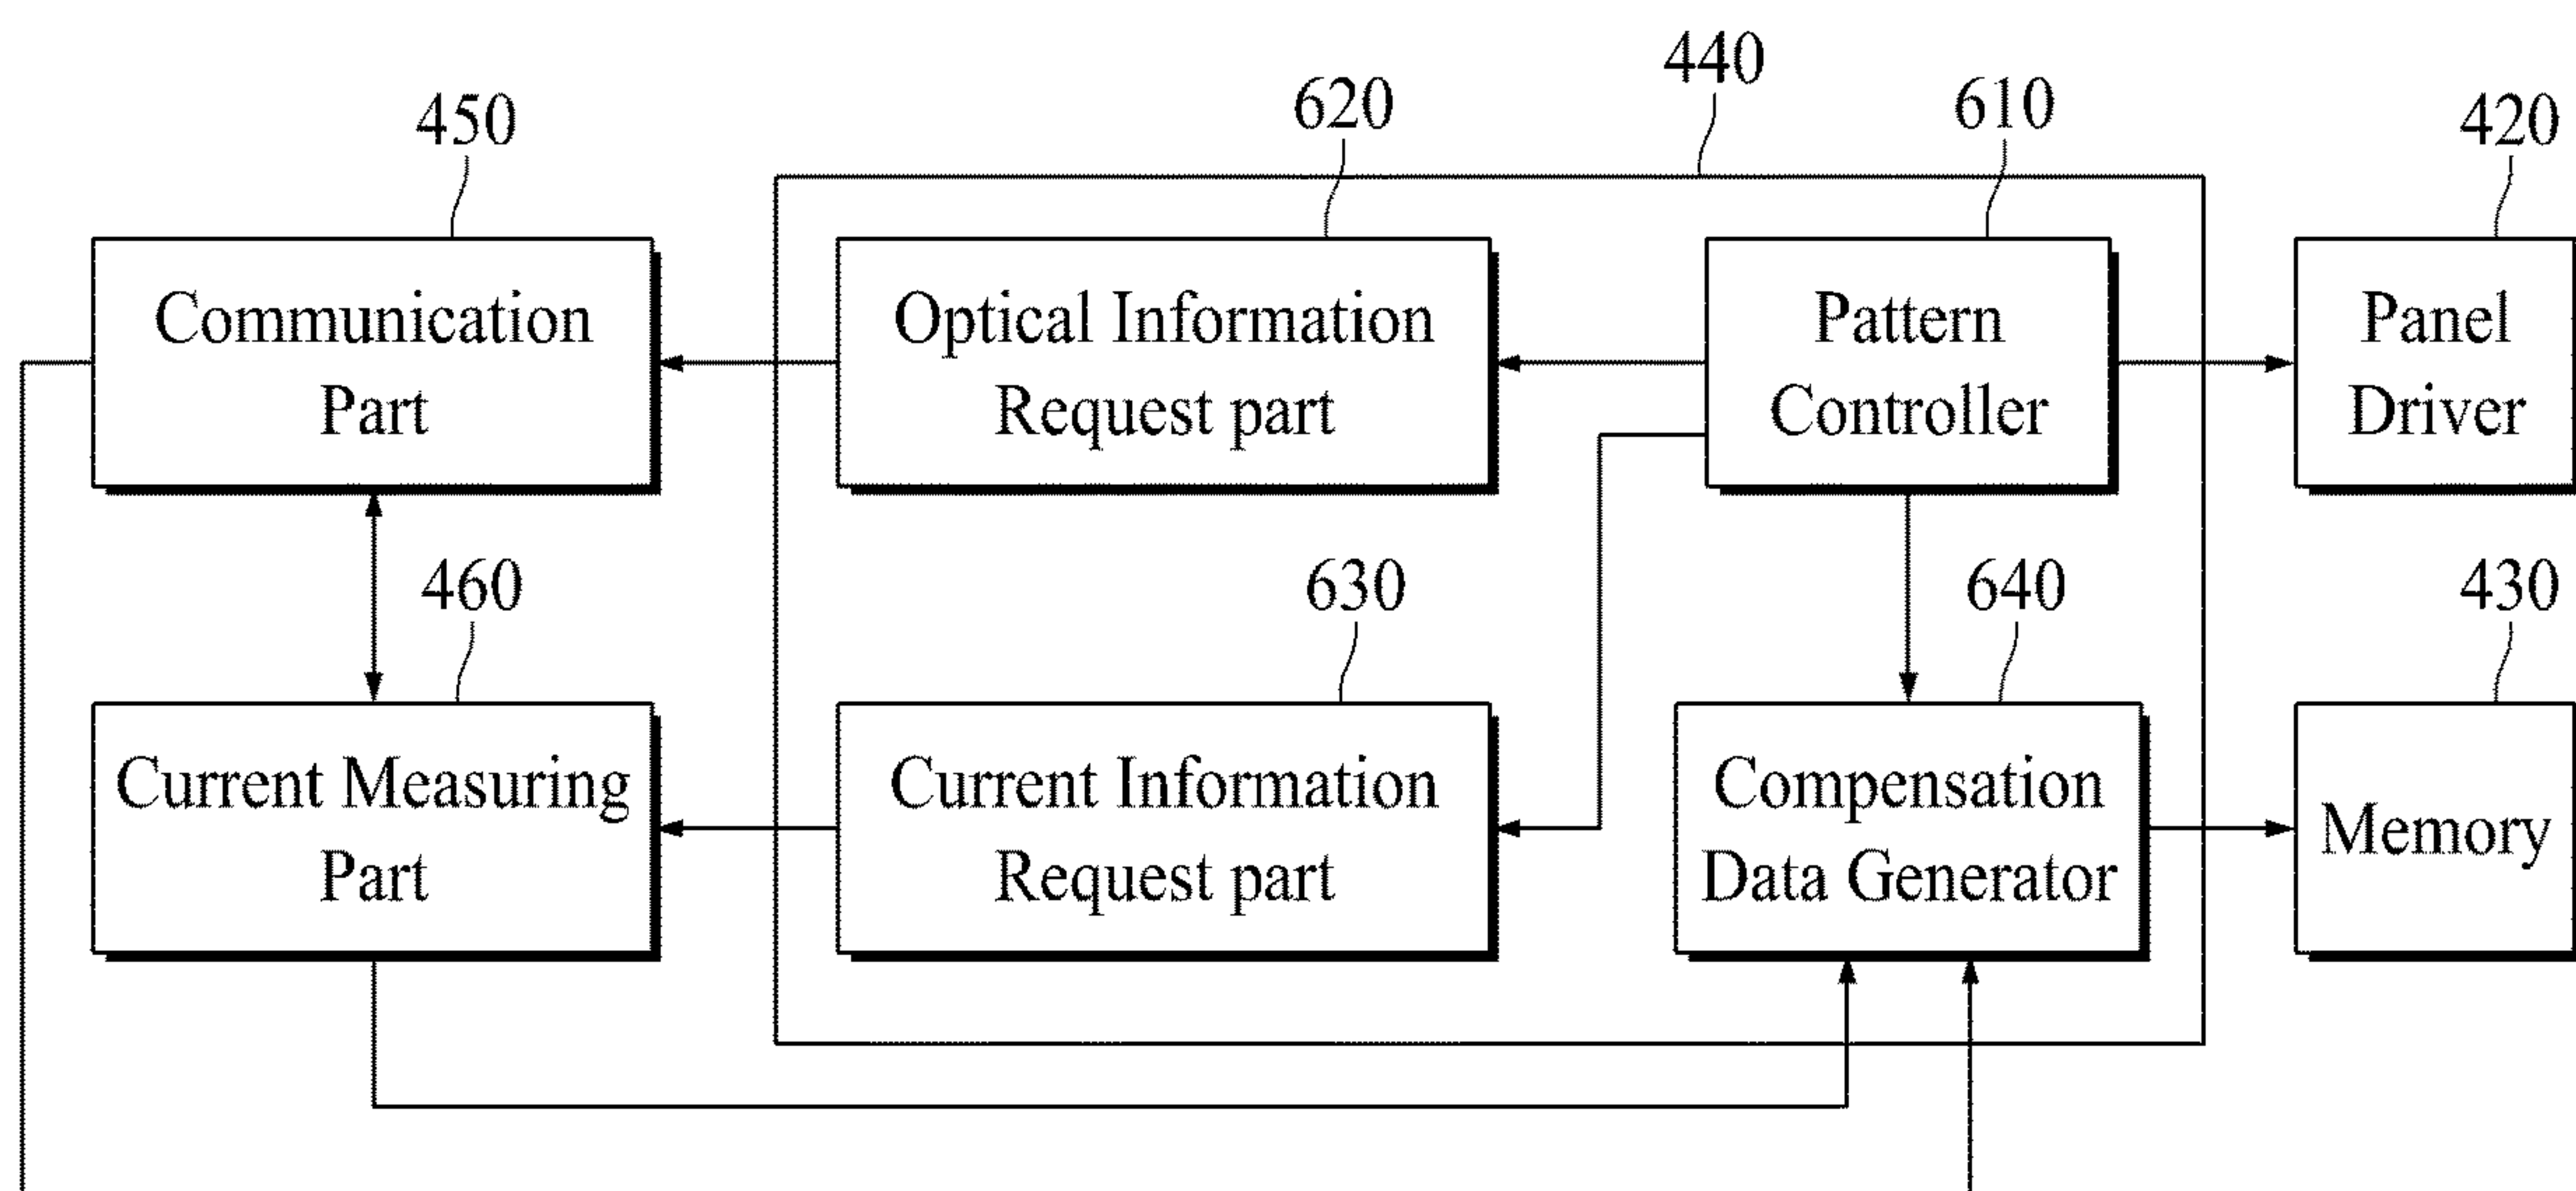 440
450
620
610
420
Communication
Part
Optical Information
Request part
Pattern
Controller
Panel
Driver
460
630
640
430
Current Measuring
Part
Current Information
Request part
Compensation
Data Generator
Memory